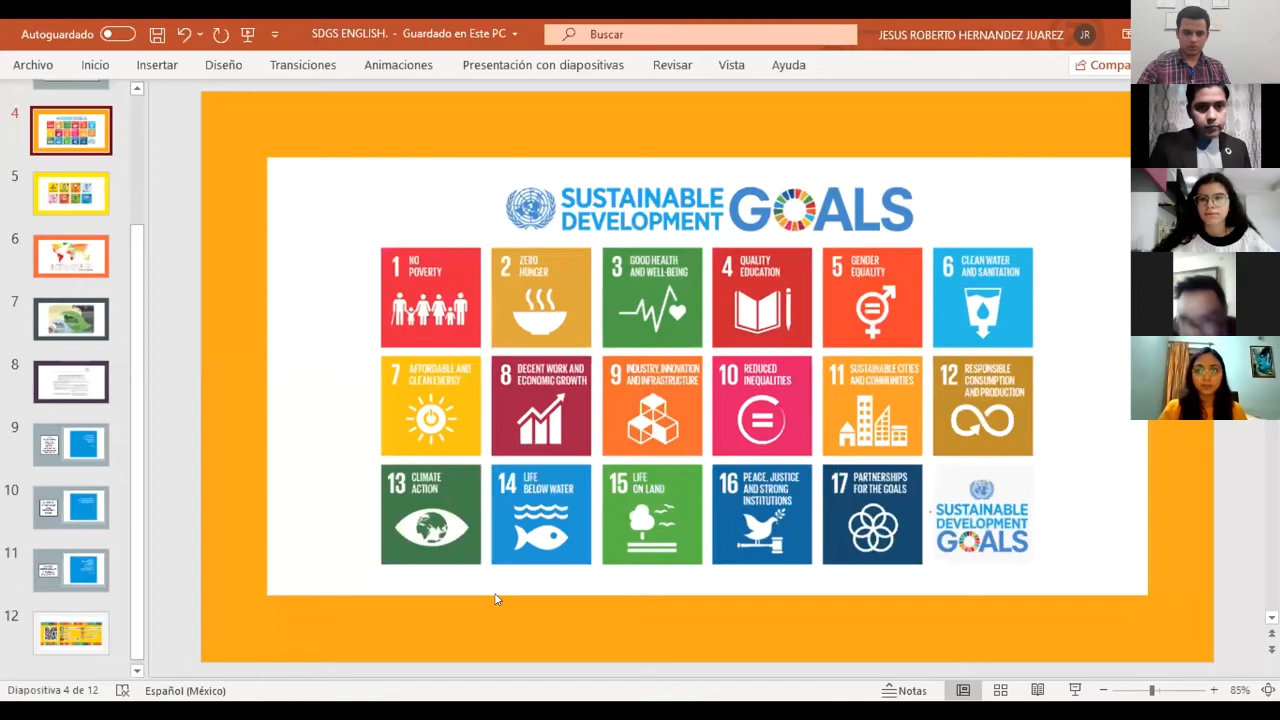 Autoguardado
SDGS ENGLISH. - Guardado en Este PC
Buscar
JESUS ROBERTO HERNANDEZ JUAREZ
JR
Archivo Inicio Insertar Diseño Transiciones Animaciones Presentación con diapositivas Revisar Vista Ayuda
Compa
4
5
6
7
8
9
10
11
12
SUSTAINABLE
DEVELOPMENT
GOALS
1 NO
POVERTY
2 ZERO
HUNGER
3 GOOD HEALTH
AND WELL-BEING
4 QUALITY
EDUCATION
5 GENDER
EQUALITY
6 CLEAN WATER
AND SANITATION
7 AFFORDABLE AND
CLEAN ENERGY
8 DECENT WORK AND
ECONOMIC GROWTH
9 INDUSTRY, INNOVATION
AND INFRASTRUCTURE
10 REDUCED
INEQUALITIES
11 SUSTAINABLE CITIES
AND COMMUNITIES
12 RESPONSIBLE
CONSUMPTION
AND PRODUCTION
13 CLIMATE
ACTION
14 LIFE
BELOW WATER
15 LIFE
ON LAND
16 PEACE, JUSTICE
AND STRONG
INSTITUTIONS
17 PARTNERSHIPS
FOR THE GOALS
SUSTAINABLE
DEVELOPMENT
GOALS
Diapositiva 4 de 12
Español (México)
Notas
85%